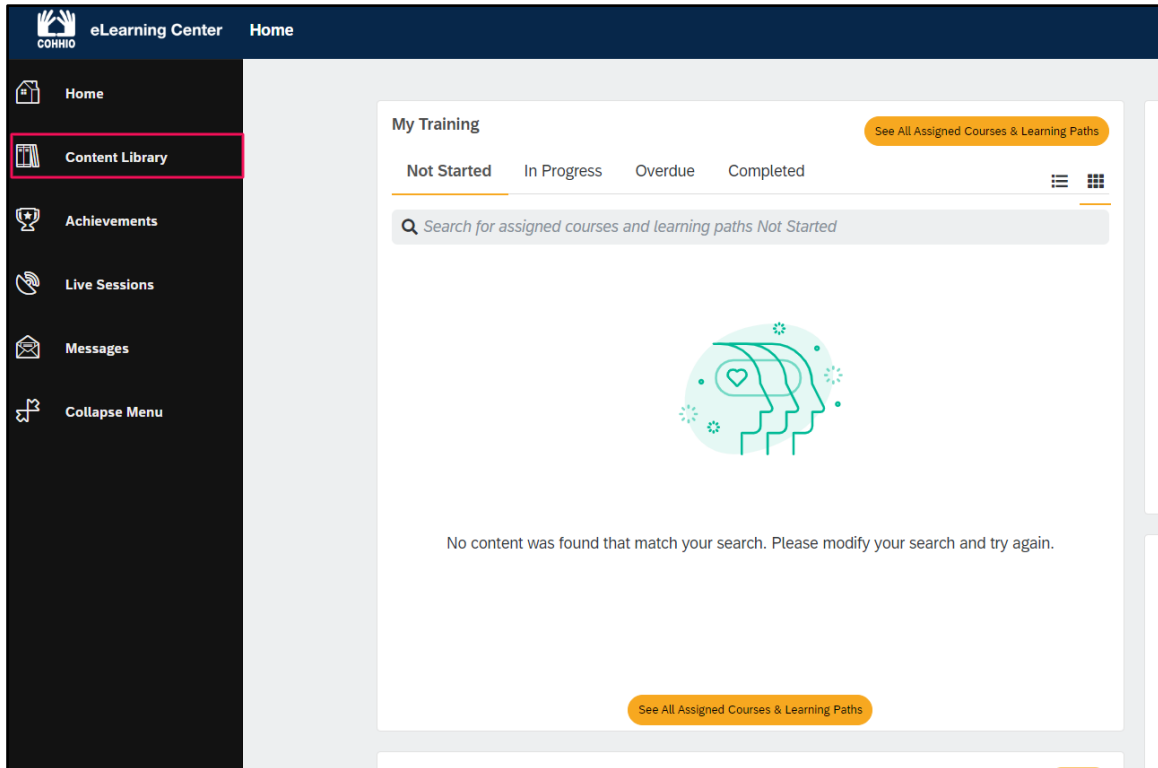 COHHIO
eLearning Center
Home
Home
Content Library
Achievements
Live Sessions
Messages
Collapse Menu
My Training
See All Assigned Courses & Learning Paths
Not Started In Progress Overdue Completed
Search for assigned courses and learning paths Not Started
No content was found that match your search. Please modify your search and try again.
See All Assigned Courses & Learning Paths